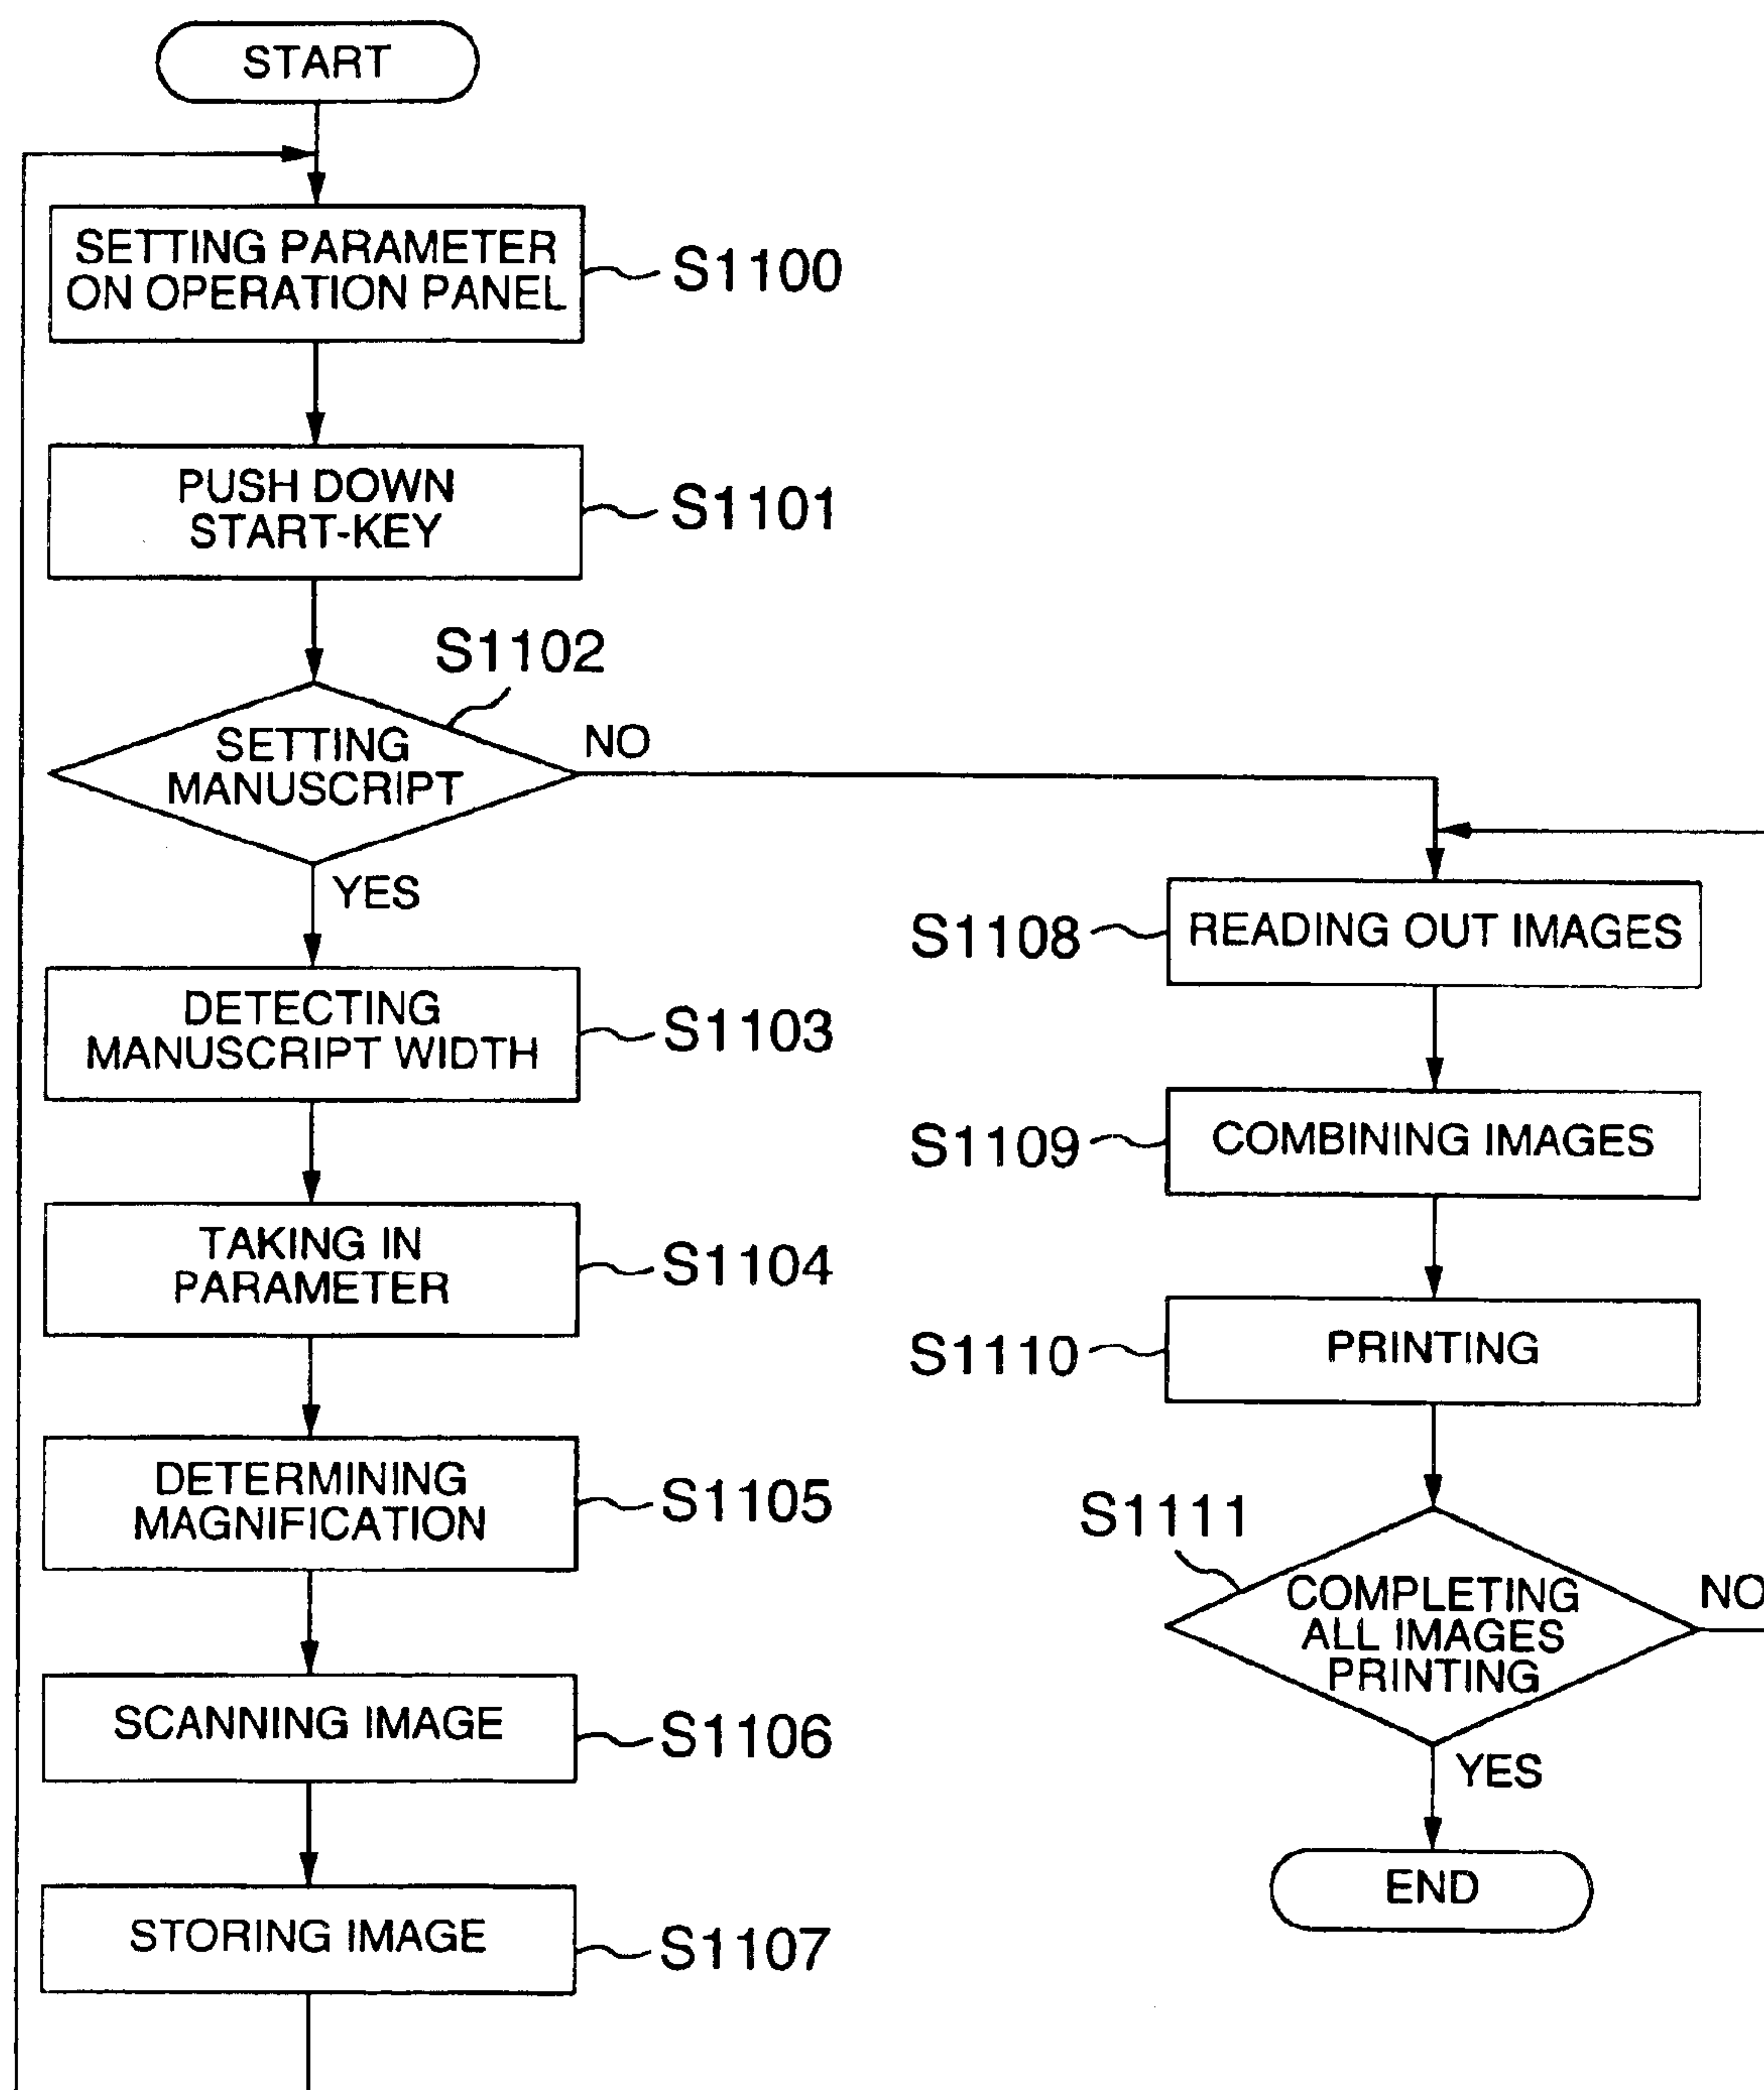 START
SETTING PARAMETER
ON OPERATION PANEL
S1100
PUSH DOWN
START-KEY
S1101
S1102
SETTING
MANUSCRIPT
NO
YES
DETECTING
MANUSCRIPT WIDTH
S1103
TAKING IN
PARAMETER
S1104
DETERMINING
MAGNIFICATION
S1105
SCANNING IMAGE
S1106
STORING IMAGE
S1107
S1108
READING OUT IMAGES
S1109
COMBINING IMAGES
S1110
PRINTING
S1111
COMPLETING
ALL IMAGES
PRINTING
NO
YES
END